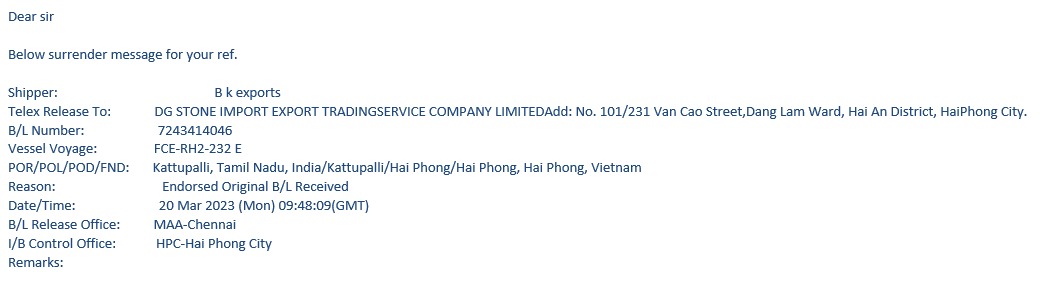 Dear sir
Below surrender message for your ref.
Shipper: B k exports
Telex Release To: DG STONE IMPORT EXPORT TRADINGSERVICE COMPANY LIMITEDAdd: No. 101/231 Van Cao Street,Dang Lam Ward, Hai An District, HaiPhong City.
B/L Number: 7243414046
Vessel Voyage: FCE-RH2-232 E
POR/POL/POD/FND: Kattupalli, Tamil Nadu, India/Kattupalli/Hai Phong/Hai Phong, Hai Phong, Vietnam
Reason: Endorsed Original B/L Received
Date/Time: 20 Mar 2023 (Mon) 09:48:09(GMT)
B/L Release Office: MAA-Chennai
I/B Control Office: HPC-Hai Phong City
Remarks: